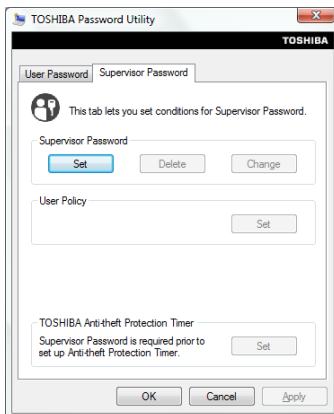 TOSHIBA Password Utility
TOSHIBA
User Password Supervisor Password
This tab lets you set conditions for Supervisor Password.
Supervisor Password
Set Delete Change
User Policy
Set
TOSHIBA Anti-theft Protection Timer
Supervisor Password is required prior to
set up Anti-theft Protection Timer.
Set
OK Cancel Apply